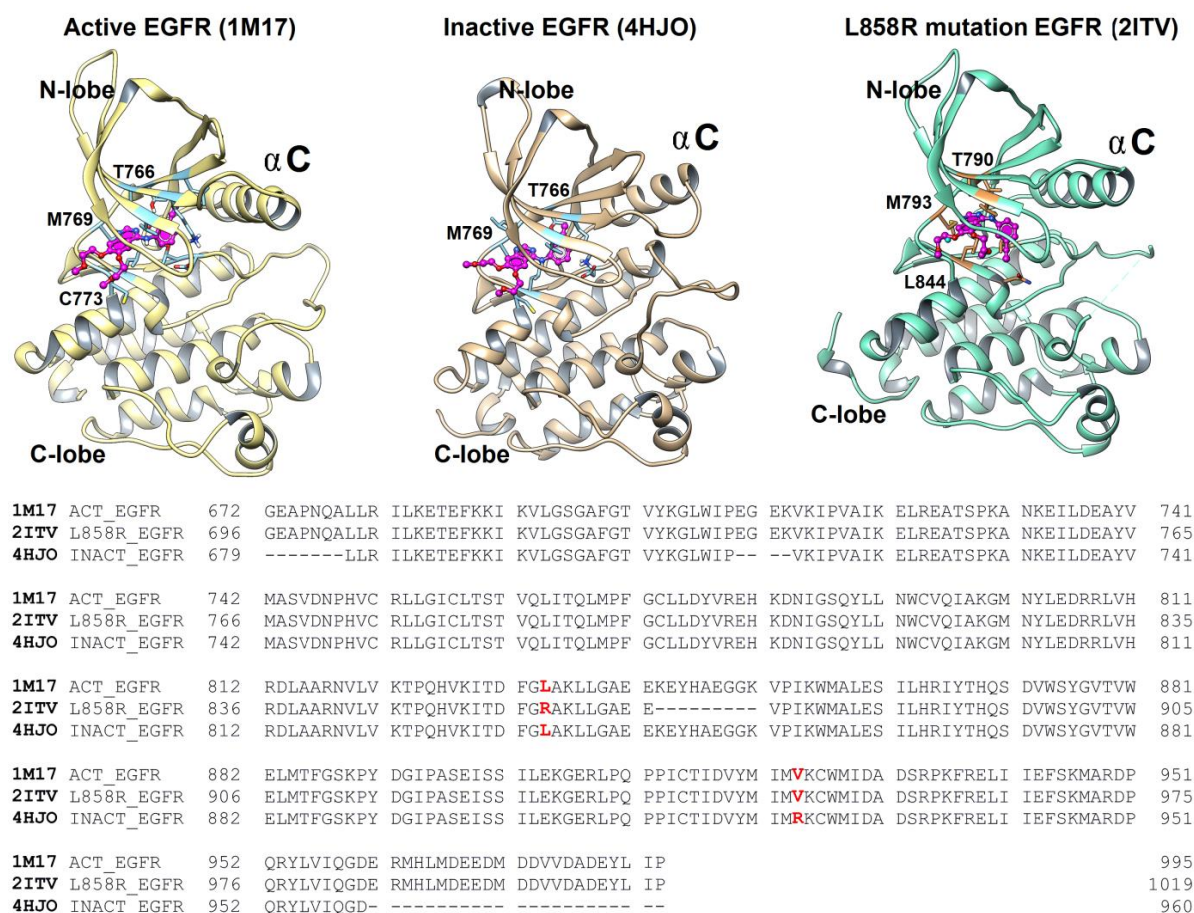 Active EGFR (1M17)
Inactive EGFR (4HJO)
L858R mutation EGFR (2ITV)
N-lobe
αC
T766
M769
C773
C-lobe
N-lobe
αC
T766
M769
N-lobe
αC
T790
M793
L844
C-lobe
1M17 ACT_EGFR 672 GEAPNQALLR ILKETEFKKI KVLGSGAFGT VYKGLWIPEG EKVKIPVAIK ELREATSPKA NKEILDEAYV 741
2ITV L858R_EGFR 696 GEAPNQALLR ILKETEFKKI KVLGSGAFGT VYKGLWIPEG EKVKIPVAIK ELREATSPKA NKEILDEAYV 765
4HJO INACT_EGFR 679 -------LLR ILKETEFKKI KVLGSGAFGT VYKGLWIP-- --VKIPVAIK ELREATSPKA NKEILDEAYV 741
1M17 ACT_EGFR 742 MASVDNPHVC RLLGICLTST VQLITQLMPF GCLLDYVREH KDNIGSQYLL NWCVQIAKGM NYLEDRRLVH 811
2ITV L858R_EGFR 766 MASVDNPHVC RLLGICLTST VQLITQLMPF GCLLDYVREH KDNIGSQYLL NWCVQIAKGM NYLEDRRLVH 835
4HJO INACT_EGFR 742 MASVDNPHVC RLLGICLTST VQLITQLMPF GCLLDYVREH KDNIGSQYLL NWCVQIAKGM NYLEDRRLVH 811
1M17 ACT_EGFR 812 RDLAARNVLV KTPQHVKITD FGLAKLLGAE EKEYHAEGGK VPIKWMALES ILHRIYTHQS DVWSYGVTVW 881
2ITV L858R_EGFR 836 RDLAARNVLV KTPQHVKITD FGRAKLLGAE E--------- VPIKWMALES ILHRIYTHQS DVWSYGVTVW 905
4HJO INACT_EGFR 812 RDLAARNVLV KTPQHVKITD FGLAKLLGAE EKEYHAEGGK VPIKWMALES ILHRIYTHQS DVWSYGVTVW 881
1M17 ACT_EGFR 882 ELMTFGSKPY DGIPASEISS ILEKGERLPQ PPICTIDVYM IMVKCWMIDA DSRPKFRELI IEFSKMARDP 951
2ITV L858R_EGFR 906 ELMTFGSKPY DGIPASEISS ILEKGERLPQ PPICTIDVYM IMVKCWMIDA DSRPKFRELI IEFSKMARDP 975
4HJO INACT_EGFR 882 ELMTFGSKPY DGIPASEISS ILEKGERLPQ PPICTIDVYM IMRKCWMIDA DSRPKFRELI IEFSKMARDP 951
1M17 ACT_EGFR 952 QRYLVIQGDE RMHLMDEEDM DDVVDADEYL IP 995
2ITV L858R_EGFR 976 QRYLVIQGDE RMHLMDEEDM DDVVDADEYL IP 1019
4HJO INACT_EGFR 952 QRYLVIQGD- ---------- ---------- -- 960